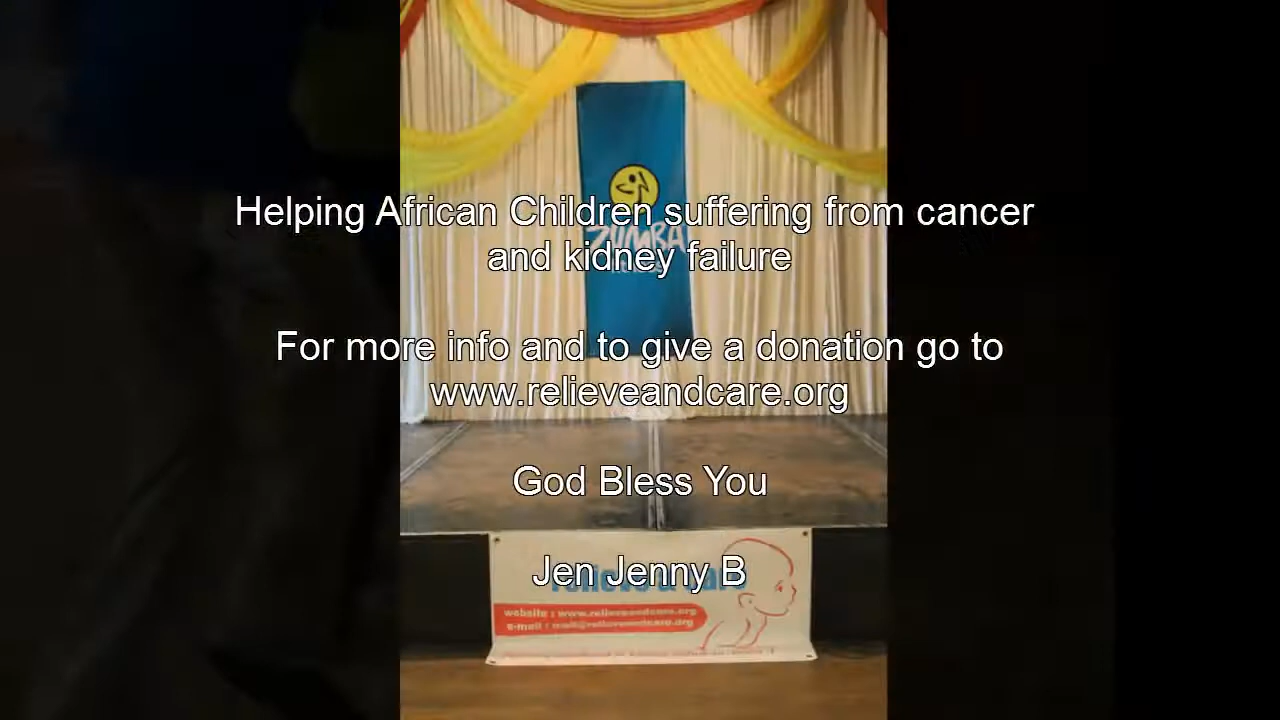 Helping African Children suffering from cancer
and kidney failure
For more info and to give a donation go to
www.relieveandcare.org
God Bless You
Jen Jenny B
ZUMBA
website : www.relieveandcare.org
e-mail : mail@relieveandcare.org